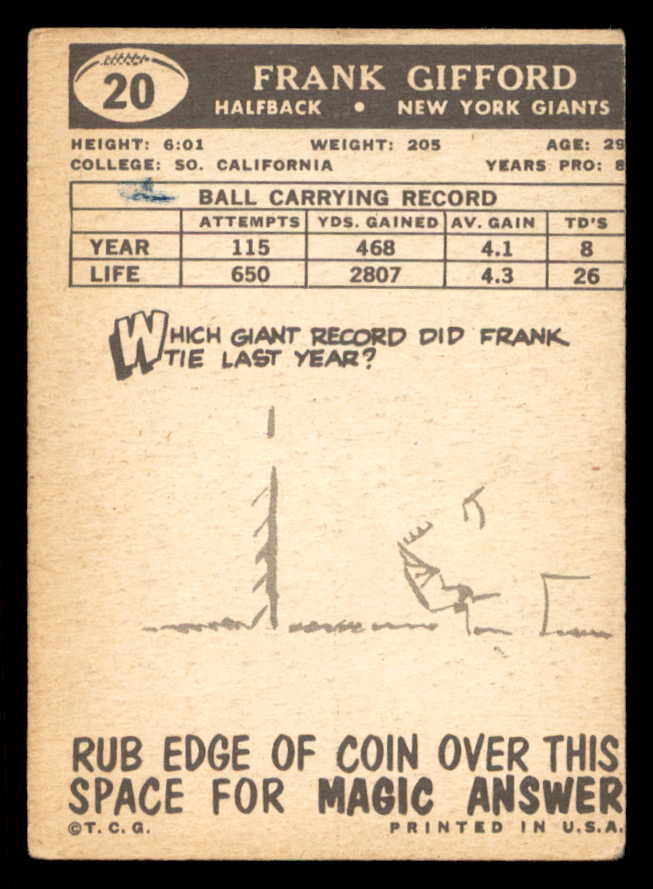 20
FRANK GIFFORD
HALFBACK • NEW YORK GIANTS
HEIGHT: 6:01 WEIGHT: 205 AGE: 29
COLLEGE: SO. CALIFORNIA YEARS PRO: 8
BALL CARRYING RECORD
ATTEMPTS YDS. GAINED AV. GAIN TD'S
YEAR 115 468 4.1 8
LIFE 650 2807 4.3 26
WHICH GIANT RECORD DID FRANK
TIE LAST YEAR?
RUB EDGE OF COIN OVER THIS
SPACE FOR MAGIC ANSWER
©T.C.G. PRINTED IN U.S.A.